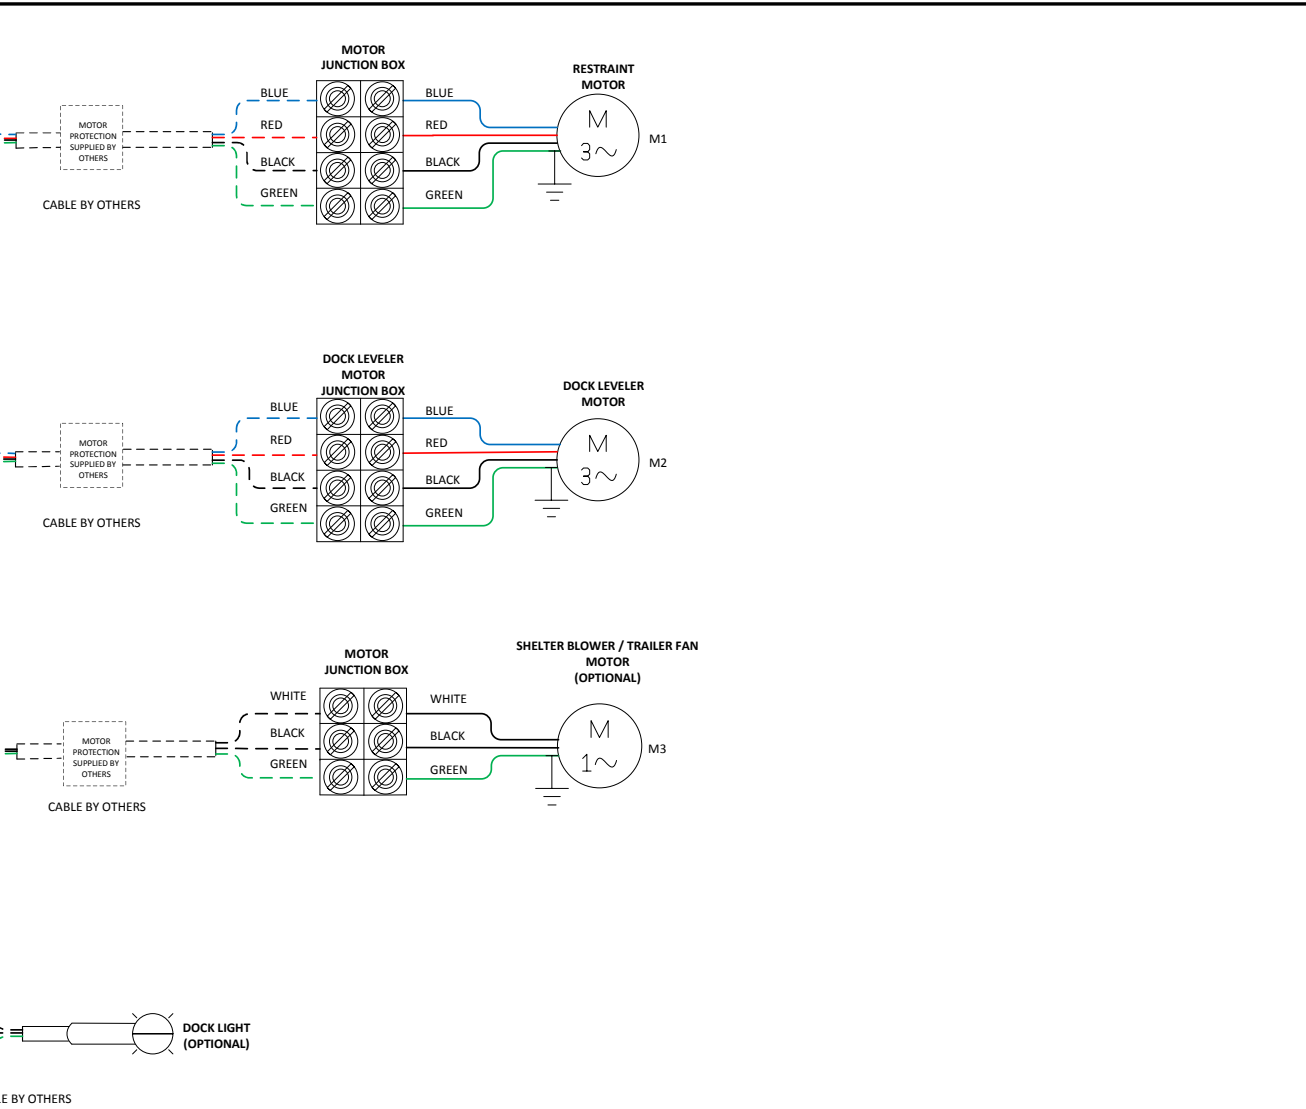 MOTOR
JUNCTION BOX
RESTRAINT
MOTOR
BLUE
BLUE
MOTOR
PROTECTION
SUPPLIED BY
OTHERS
RED
RED
M
3~
M1
BLACK
BLACK
GREEN
GREEN
CABLE BY OTHERS
DOCK LEVELER
MOTOR
JUNCTION BOX
DOCK LEVELER
MOTOR
BLUE
BLUE
MOTOR
PROTECTION
SUPPLIED BY
OTHERS
RED
RED
M
3~
M2
BLACK
BLACK
GREEN
GREEN
CABLE BY OTHERS
MOTOR
JUNCTION BOX
SHELTER BLOWER / TRAILER FAN
MOTOR
(OPTIONAL)
WHITE
WHITE
MOTOR
PROTECTION
SUPPLIED BY
OTHERS
BLACK
BLACK
M
1~
M3
GREEN
GREEN
CABLE BY OTHERS
DOCK LIGHT
(OPTIONAL)
LE BY OTHERS